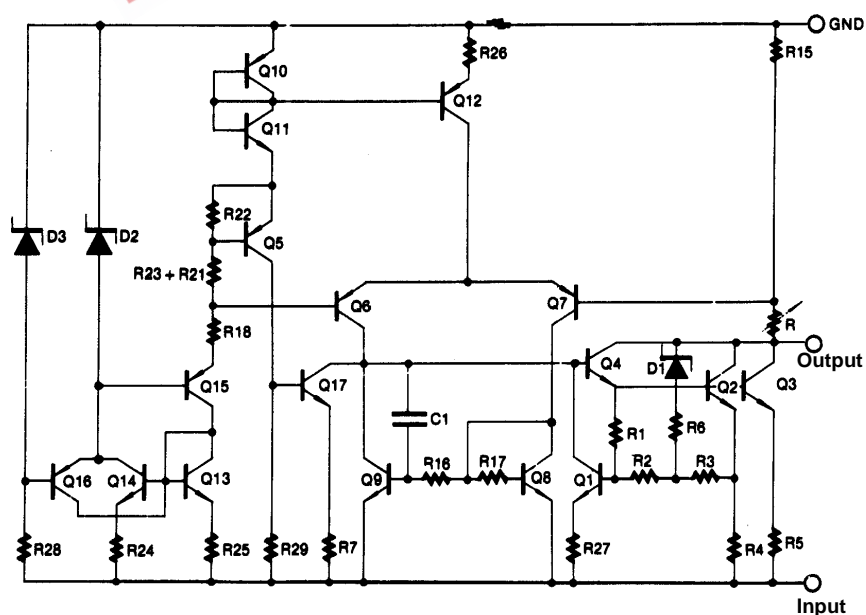 GND
R26
R15
Q10
Q12
Q11
R22
D3
D2
Q5
R23 + R21
Q6
Q7
R
R18
Output
Q4
D1
Q15
Q17
Q2
Q3
C1
R1
R6
R16
R17
R2
R3
Q16
Q14
Q13
Q9
Q8
Q1
R28
R24
R25
R29
R7
R27
R4
R5
Input